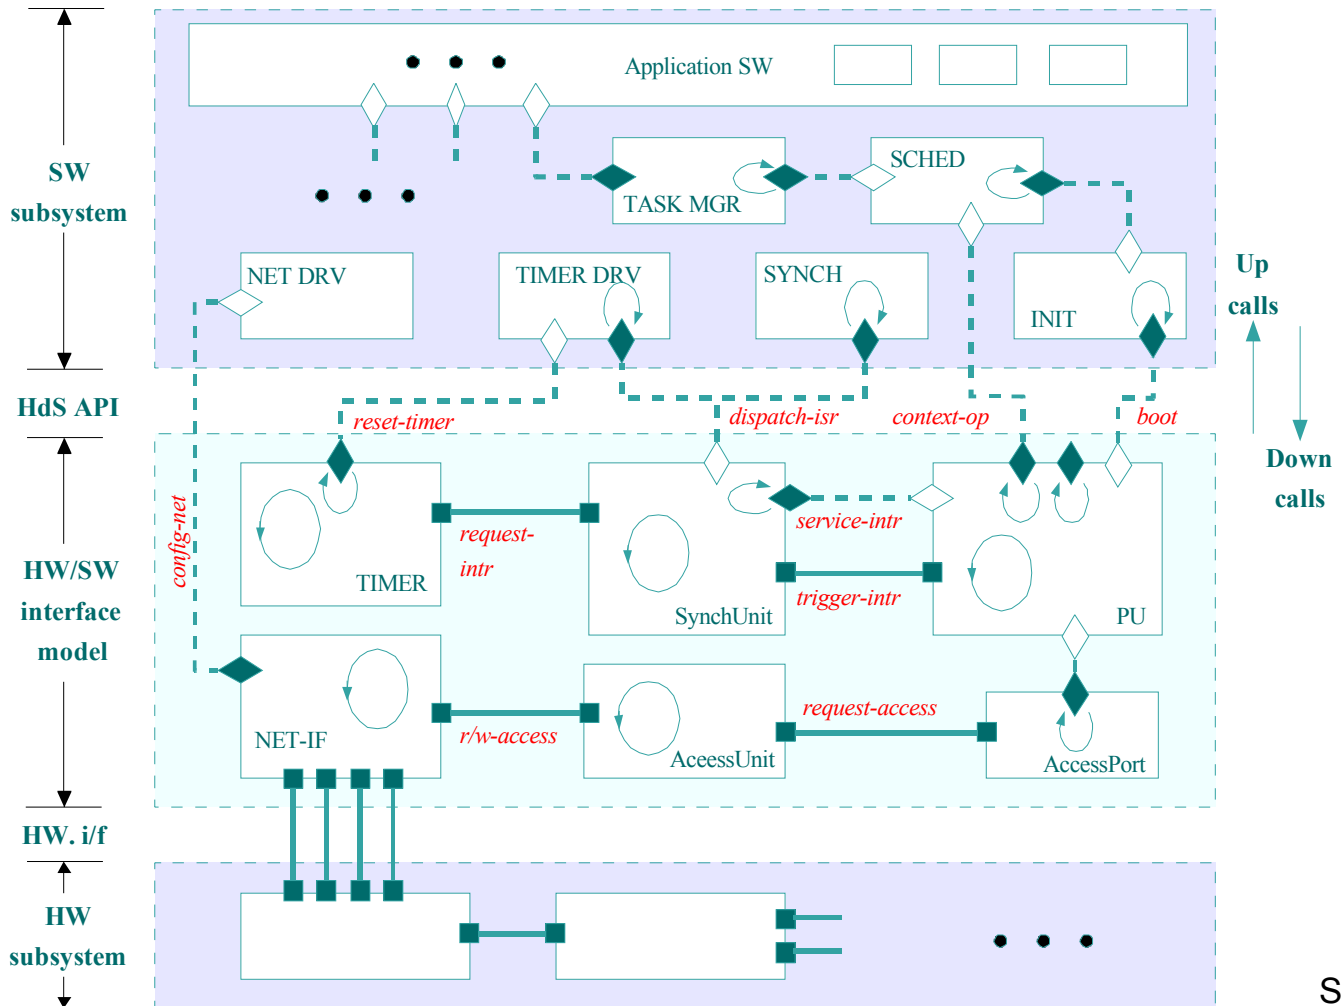 Application SW
SCHED
TASK MGR
SW
subsystem
NET DRV
TIMER DRV
SYNCH
INIT
Up
calls
HdS API
reset-timer
dispatch-isr
context-op
boot
Down
calls
config-net
request-
intr
service-intr
TIMER
SynchUnit
trigger-intr
PU
HW/SW
interface
model
NET-IF
r/w-access
AceessUnit
request-access
AccessPort
HW. i/f
HW
subsystem
S